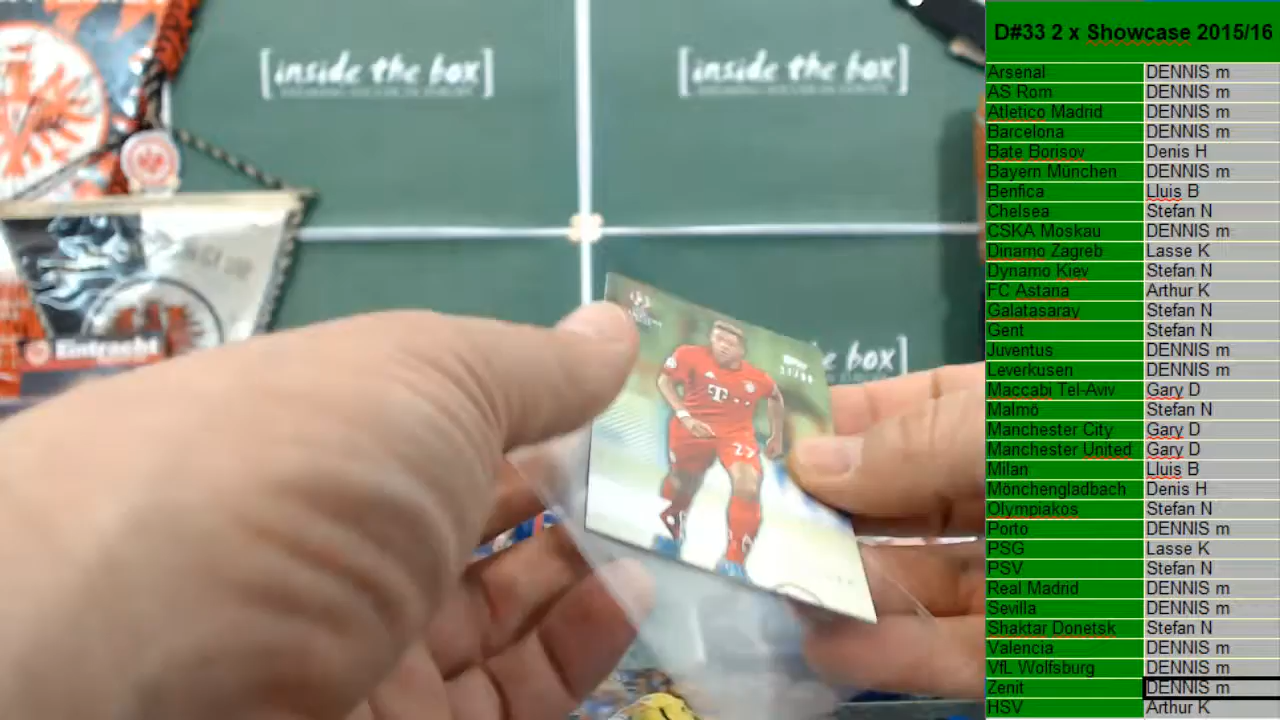 [inside the box]
[inside the box]
box]
Eintracht
T
27
D#33 2 x Showcase 2015/16
Arsenal DENNIS m
AS Rom DENNIS m
Atletico Madrid DENNIS m
Barcelona DENNIS m
Bate Borisov Denis H
Bayern München DENNIS m
Benfica Lluis B
Chelsea Stefan N
CSKA Moskau DENNIS m
Dinamo Zagreb Lasse K
Dynamo Kiev Stefan N
FC Astana Arthur K
Galatasaray Stefan N
Gent Stefan N
Juventus DENNIS m
Leverkusen DENNIS m
Maccabi Tel-Aviv Gary D
Malmö Stefan N
Manchester City Gary D
Manchester United Gary D
Milan Lluis B
Mönchengladbach Denis H
Olympiakos Stefan N
Porto DENNIS m
PSG Lasse K
PSV Stefan N
Real Madrid DENNIS m
Sevilla DENNIS m
Shaktar Donetsk Stefan N
Valencia DENNIS m
VfL Wolfsburg DENNIS m
Zenit DENNIS m
HSV Arthur K